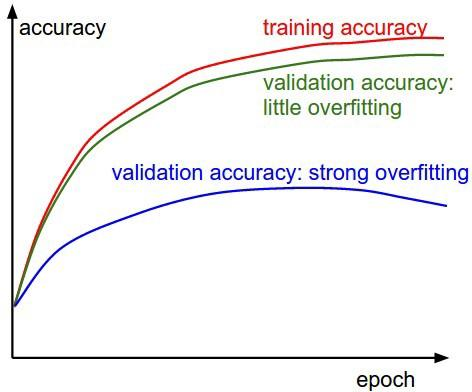 accuracy
training accuracy
validation accuracy:
little overfitting
validation accuracy: strong overfitting
epoch